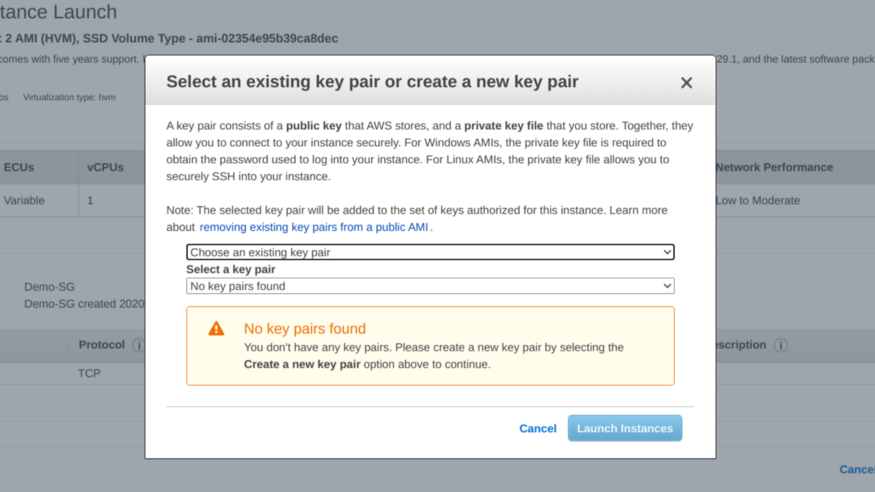 tance Launch
2 AMI (HVM), SSD Volume Type - ami-02354e95b39ca8dec
comes with five years support.
29.1, and the latest software pack
Virtualization type: hvm
Select an existing key pair or create a new key pair
A key pair consists of a public key that AWS stores, and a private key file that you store. Together, they
allow you to connect to your instance securely. For Windows AMIs, the private key file is required to
obtain the password used to log into your instance. For Linux AMIs, the private key file allows you to
securely SSH into your instance.
Note: The selected key pair will be added to the set of keys authorized for this instance. Learn more
about removing existing key pairs from a public AMI .
Choose an existing key pair
Select a key pair
No key pairs found
No key pairs found
You don't have any key pairs. Please create a new key pair by selecting the
Create a new key pair option above to continue.
Cancel Launch Instances
ECUs vCPUs Network Performance
Variable 1 Low to Moderate
Demo-SG
Demo-SG created 2020
Protocol scription
TCP
Cancel